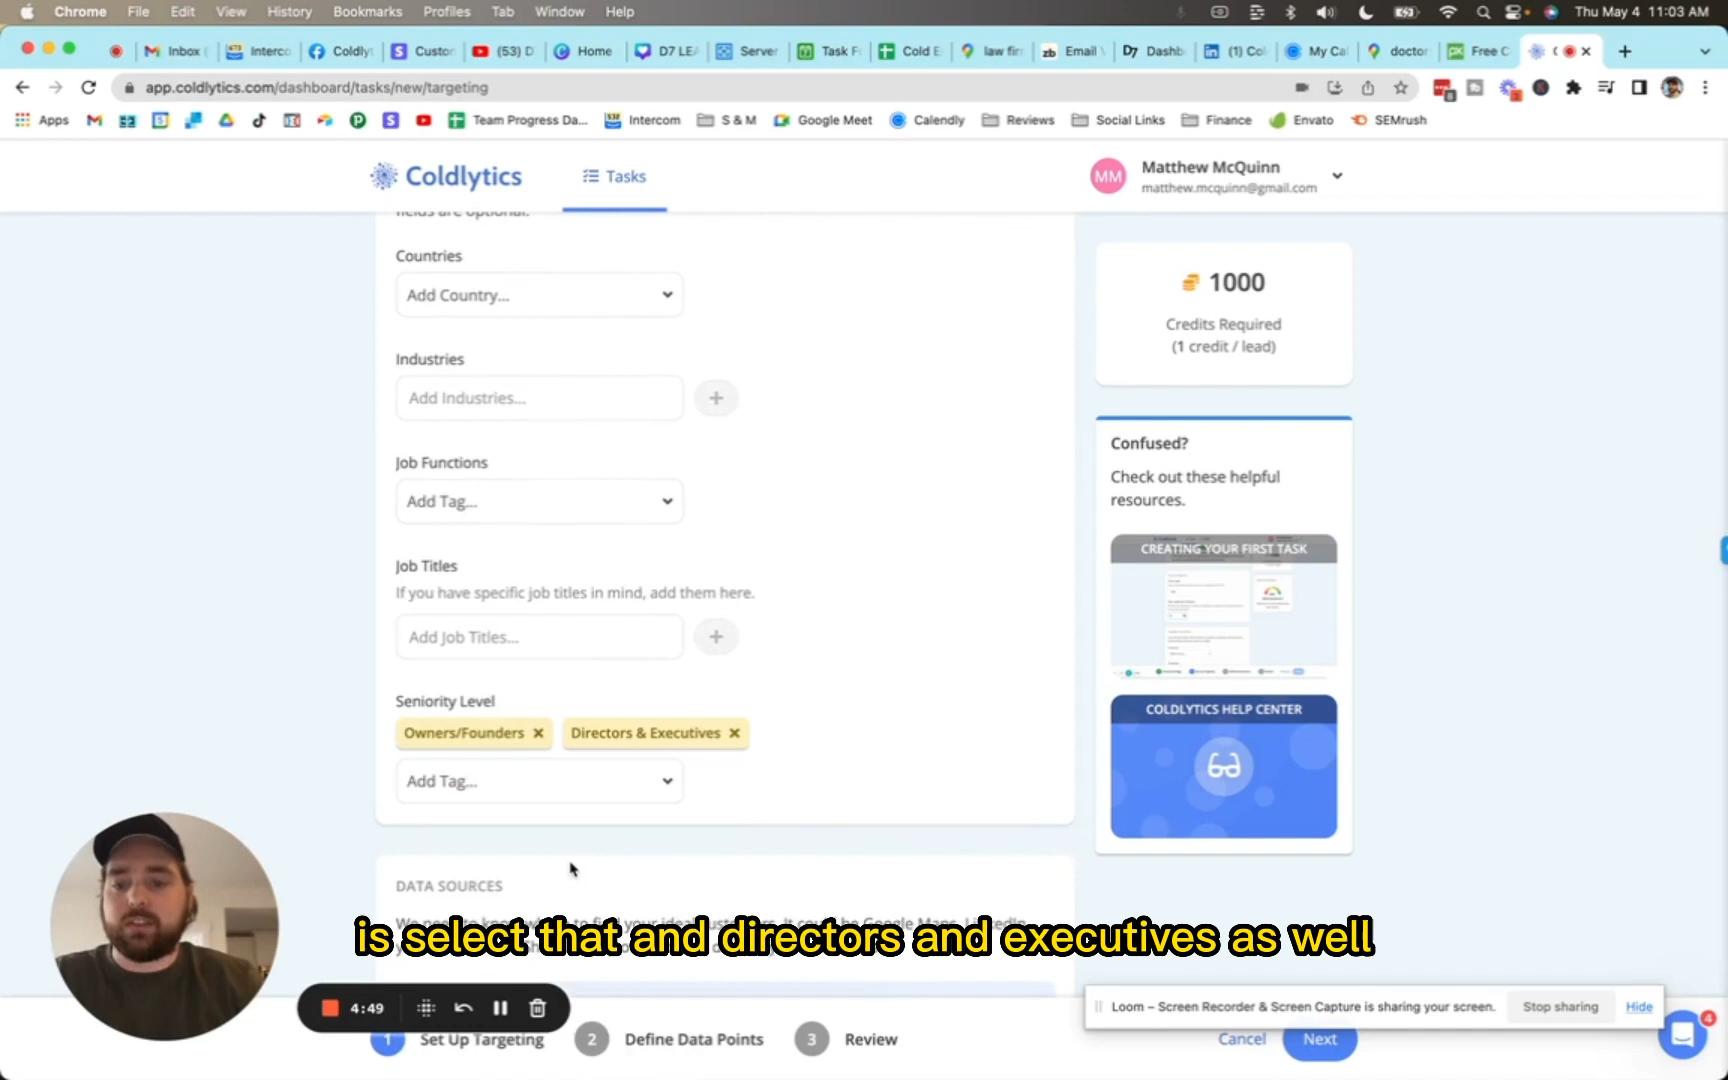 Chrome File Edit View History Bookmarks Profiles Tab Window Help Thu May 4 11:03 AM
Inbox ( Interco Coldlyt Custon (53) D Home D7 LEA Server Task Fo Cold E law fir Email V Dashb (1) Col My Cal doctor Free C
app.coldlytics.com/dashboard/tasks/new/targeting
Apps Team Progress Da... Intercom S & M Google Meet Calendly Reviews Social Links Finance Envato SEMrush
Coldlytics Tasks
MM Matthew McQuinn
matthew.mcquinn@gmail.com
fields are optional.
Countries
Add Country...
Industries
Add Industries...
+
Job Functions
Add Tag...
Job Titles
If you have specific job titles in mind, add them here.
Add Job Titles...
+
Seniority Level
Owners/Founders × Directors & Executives ×
Add Tag...
1000
Credits Required
(1 credit / lead)
Confused?
Check out these helpful
resources.
CREATING YOUR FIRST TASK
COLDLYTICS HELP CENTER
DATA SOURCES
is select that and directors and executives as well
4:49
Loom – Screen Recorder & Screen Capture is sharing your screen. Stop sharing Hide
1 Set Up Targeting 2 Define Data Points 3 Review Cancel Next
4